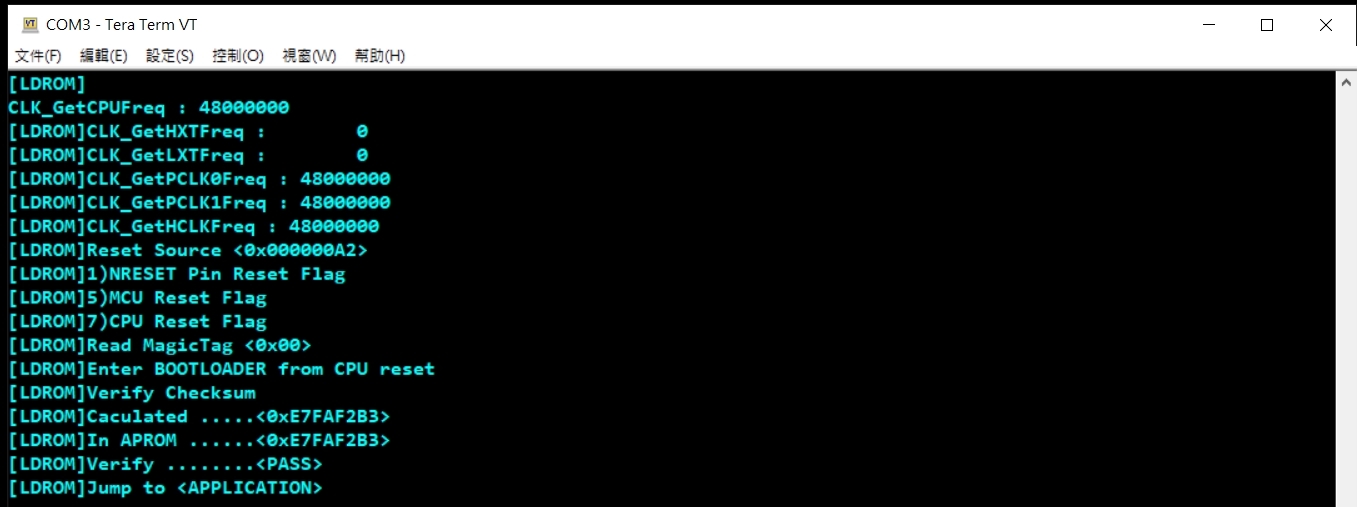 COM3 - Tera Term VT
文件(F) 編輯(E) 設定(S) 控制(O) 視窗(W) 幫助(H)
[LDROM]
CLK_GetCPUFreq : 48000000
[LDROM]CLK_GetHXTFreq :        0
[LDROM]CLK_GetLXTFreq :        0
[LDROM]CLK_GetPCLK0Freq : 48000000
[LDROM]CLK_GetPCLK1Freq : 48000000
[LDROM]CLK_GetHCLKFreq : 48000000
[LDROM]Reset Source <0x000000A2>
[LDROM]1)NRESET Pin Reset Flag
[LDROM]5)MCU Reset Flag
[LDROM]7)CPU Reset Flag
[LDROM]Read MagicTag <0x00>
[LDROM]Enter BOOTLOADER from CPU reset
[LDROM]Verify Checksum
[LDROM]Caculated .....<0xE7FAF2B3>
[LDROM]In APROM ......<0xE7FAF2B3>
[LDROM]Verify ........<PASS>
[LDROM]Jump to <APPLICATION>